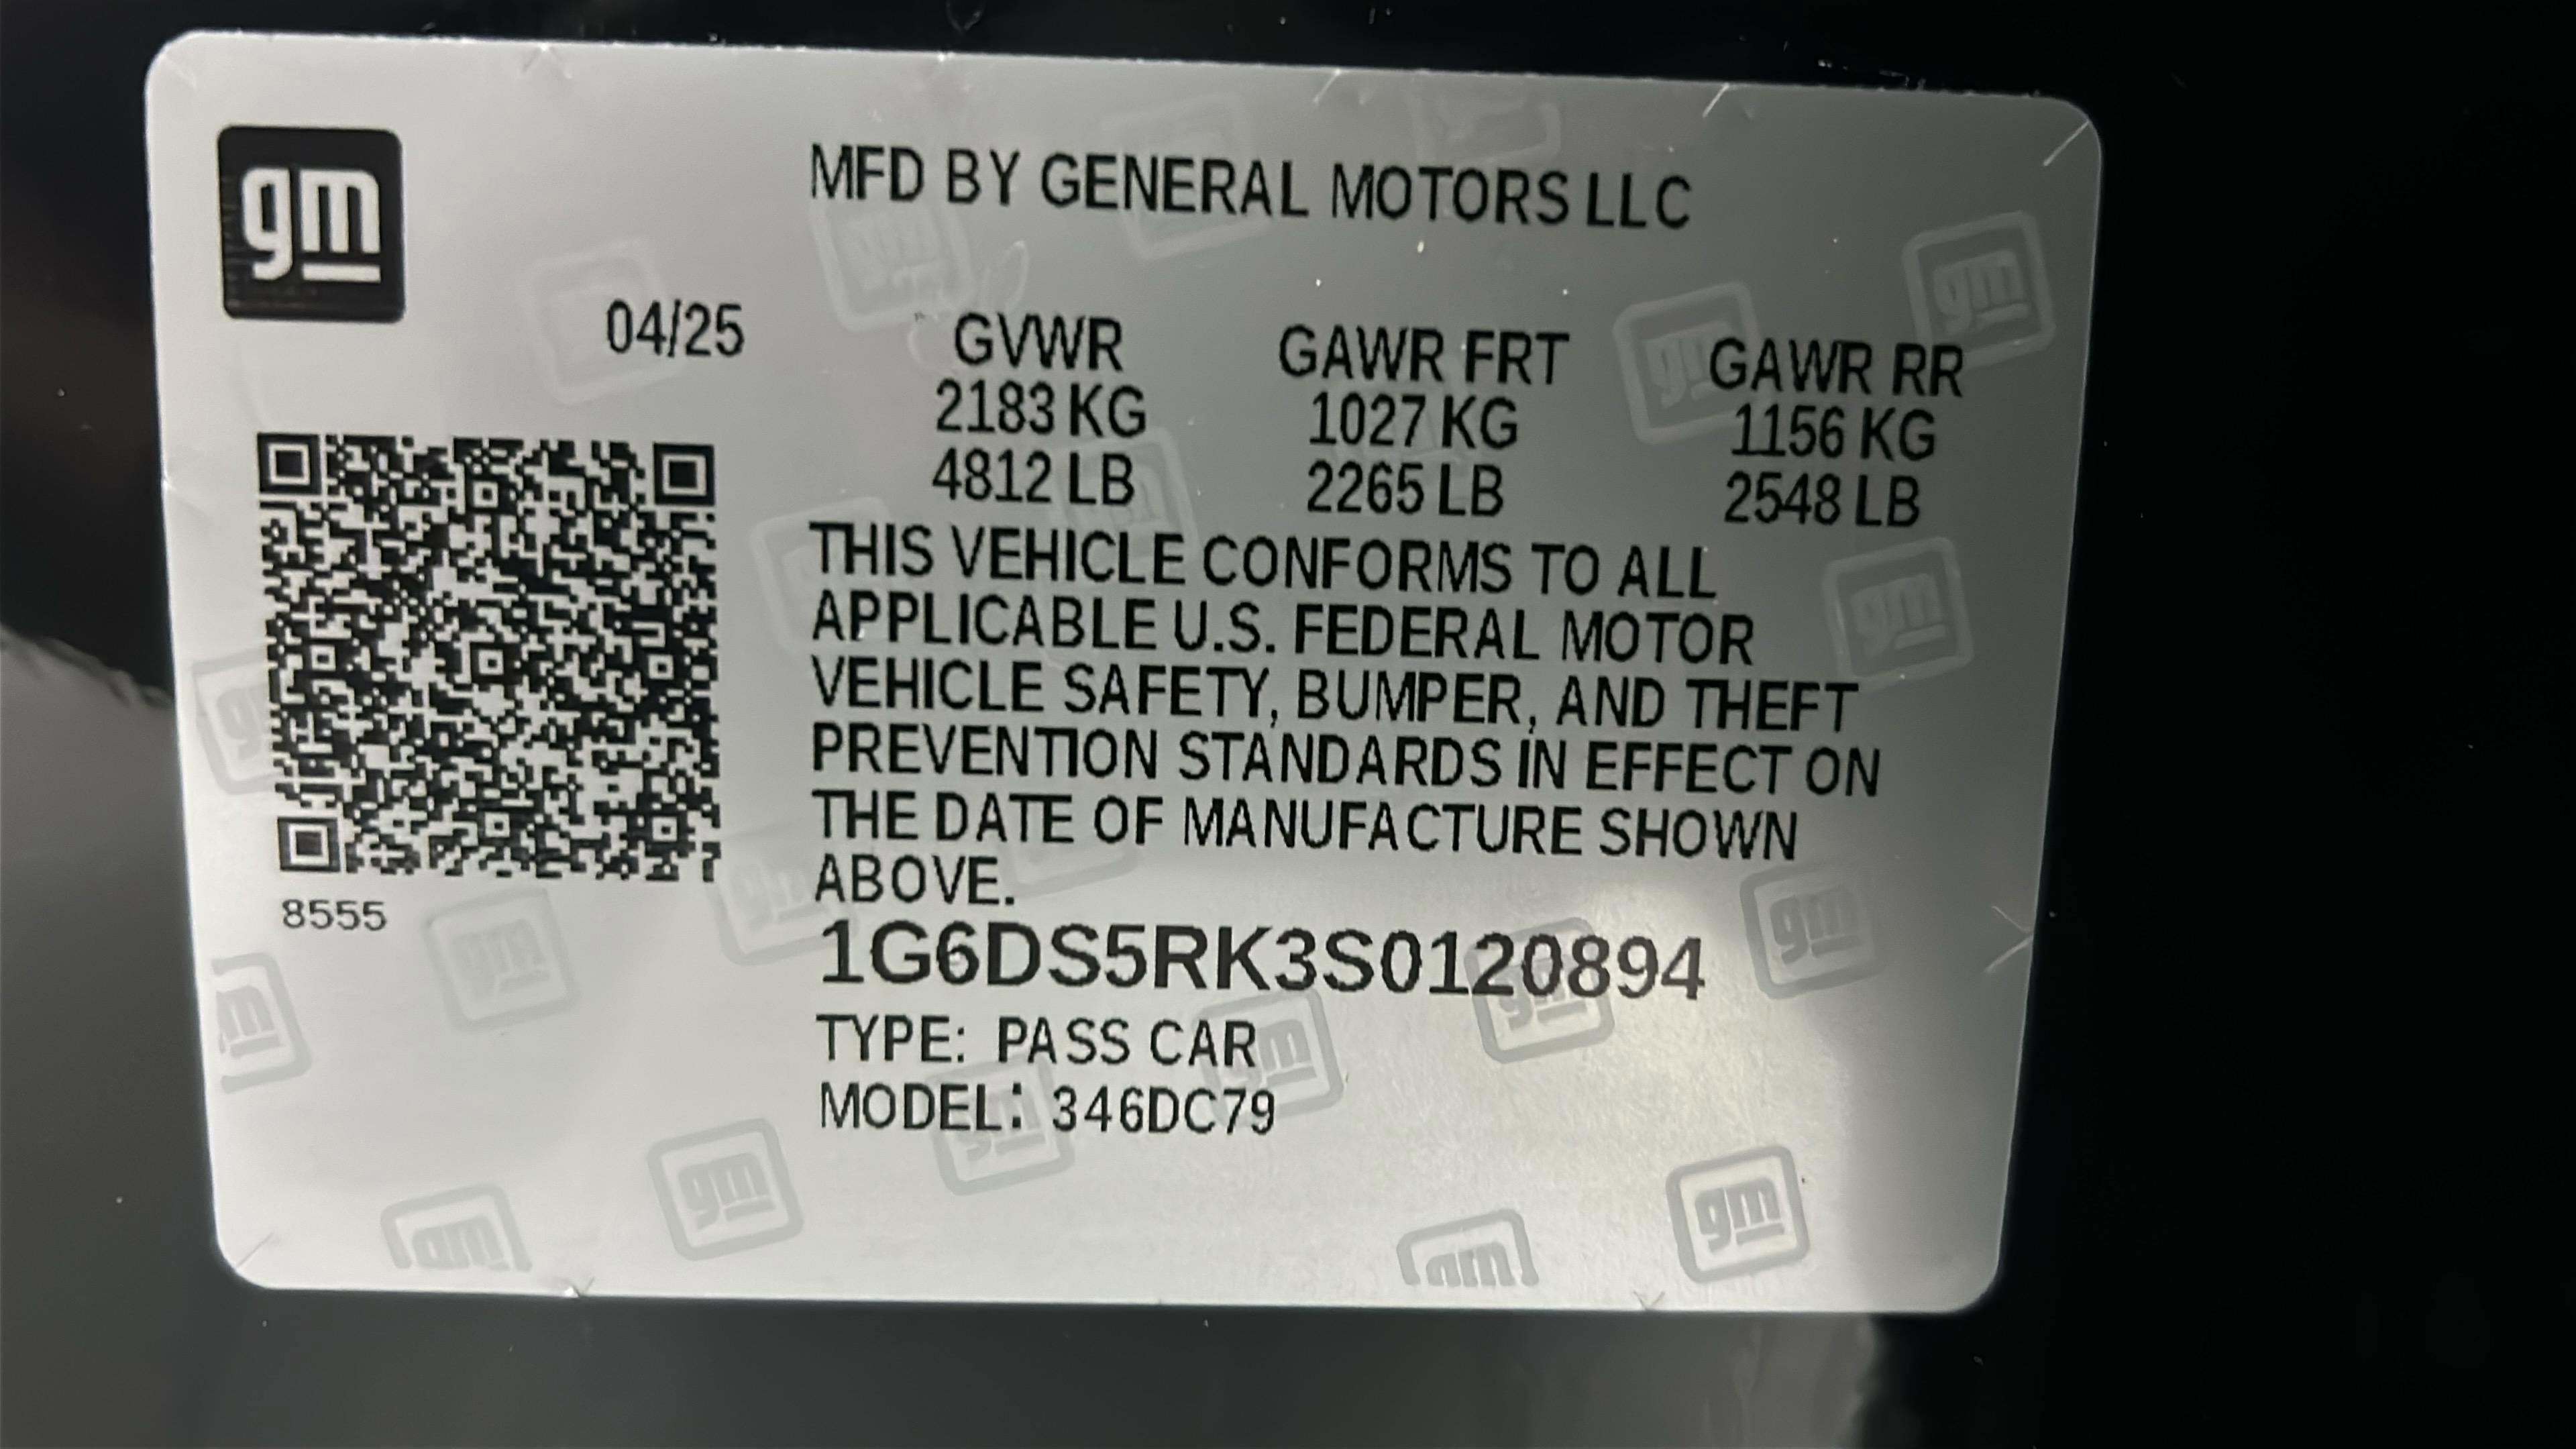 gm
MFD BY GENERAL MOTORS LLC
04/25
GVWR GAWR FRT GAWR RR
2183 KG 1027 KG 1156 KG
4812 LB 2265 LB 2548 LB
THIS VEHICLE CONFORMS TO ALL
APPLICABLE U.S. FEDERAL MOTOR
VEHICLE SAFETY, BUMPER, AND THEFT
PREVENTION STANDARDS IN EFFECT ON
THE DATE OF MANUFACTURE SHOWN
ABOVE.
8555
1G6DS5RK3S0120894
TYPE: PASS CAR
MODEL: 346DC79